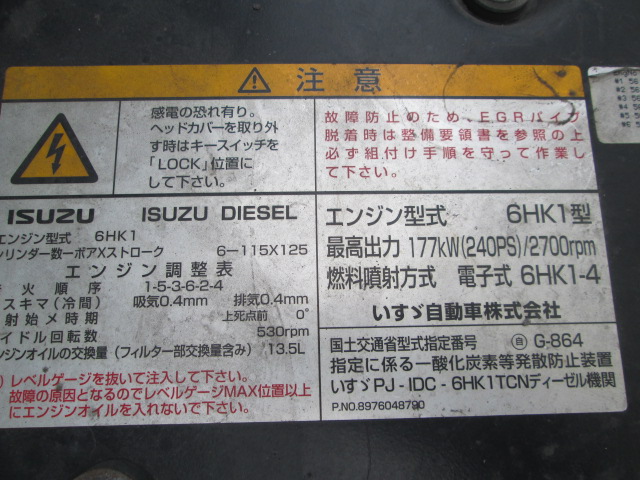 注意
感電の恐れ有り。
ヘッドカバーを取り外
す時はキースイッチを
「LOCK」位置に
して下さい。
故障防止のため、EGRパイプ
脱着時は整備要領書を参照の上
必ず組付け手順を守って作業し
て下さい。
ISUZU ISUZU DIESEL
エンジン型式 6HK1
リンダー数ーボアXストローク 6-115X125
エンジン調整表
火順序 1-5-3-6-2-4
スキマ(冷間) 吸気0.4mm 排気0.4mm
射始メ時期 上死点前 0°
イドル回転数 530rpm
ンジンオイルの交換量(フィルター部交換量含み) 13.5L
)レベルゲージを抜いて注入して下さい。
故障の原因となるのでレベルゲージMAX位置以上
にエンジンオイルを入れないで下さい。
エンジン型式 6HK1型
最高出力 177kW(240PS)/2700rpm
燃料噴射方式 電子式 6HK1-4
いすゞ自動車株式会社
国土交通省型式指定番号 自 G-864
指定に係る一酸化炭素等発散防止装置
いすゞPJ-IDC-6HK1TCNディーゼル機関
P.NO.8976048790
#1 56
#2 56
#3 56
#4 56
#5 56
#6 56